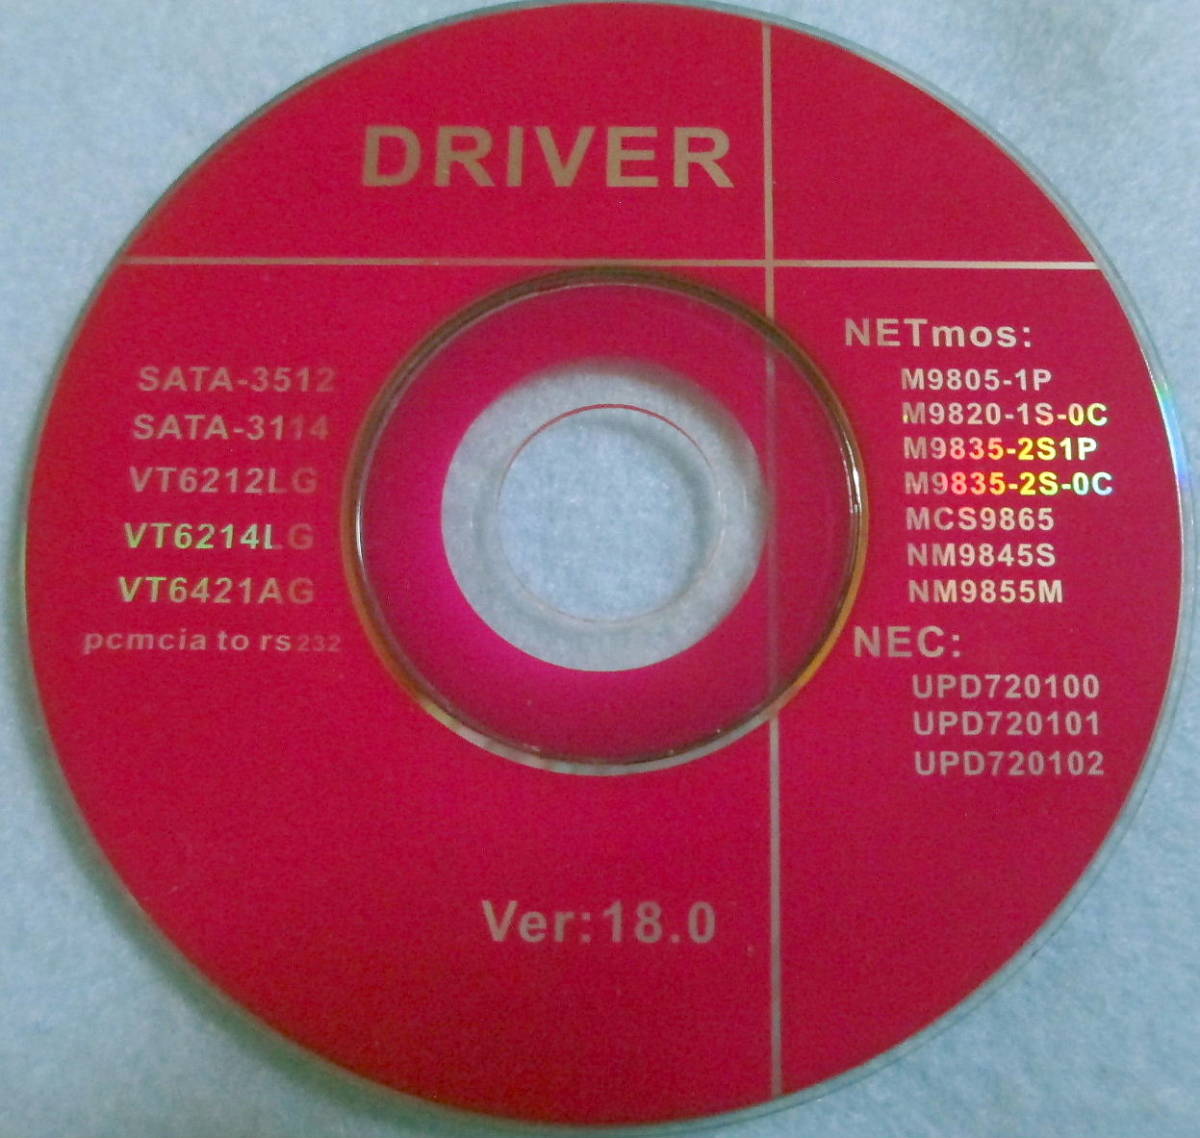 DRIVER
SATA-3512
SATA-3114
VT6212LG
VT6214LG
VT6421AG
pcmcia to rs232
NETmos:
M9805-1P
M9820-1S-0C
M9835-2S1P
M9835-2S-0C
MCS9865
NM9845S
NM9855M
NEC:
UPD720100
UPD720101
UPD720102
Ver:18.0